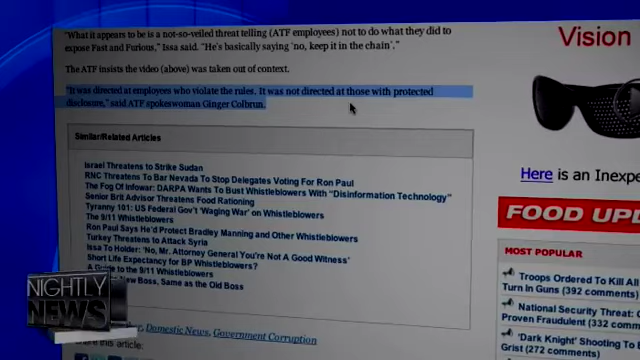 "What it appears to be is a not-so-veiled threat telling (ATF employees) not to do what they did to
expose Fast and Furious," Issa said. "He's basically saying 'no, keep it in the chain'."
The ATF insists the video (above) was taken out of context.
"It was directed at employees who violate the rules. It was not directed at those with protected
disclosure," said ATF spokeswoman Ginger Colbrun.
Similar/Related Articles
Israel Threatens to Strike Sudan
RNC Threatens To Bar Nevada To Stop Delegates Voting For Ron Paul
The Fog Of Infowar: DARPA Wants To Bust Whistleblowers With "Disinformation Technology"
Senior Brit Advisor Threatens Food Rationing
Tyranny 101: US Federal Gov't 'Waging War' on Whistleblowers
The 9/11 Whistleblowers
Ron Paul Says He'd Protect Bradley Manning and Other Whistleblowers
Turkey Threatens to Attack Syria
Issa To Holder: 'No, Mr. Attorney General You're Not A Good Witness'
Short Life Expectancy for BP Whistleblowers?
A Guide to the 9/11 Whistleblowers
New Boss, Same as the Old Boss
Domestic News, Government Corruption
this article:
Vision
Here is an Inexpe
FOOD UPD
MOST POPULAR
Troops Ordered To Kill All
Turn In Guns (392 comments)
National Security Threat:
Proven Fraudulent (332 comme
'Dark Knight' Shooting
Grist (272 comments)
NIGHTLY
NEWS